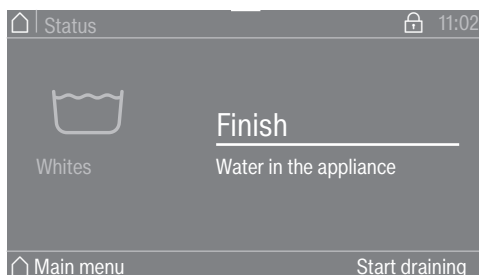 Status 11:02
Finish
Whites Water in the appliance
Main menu Start draining